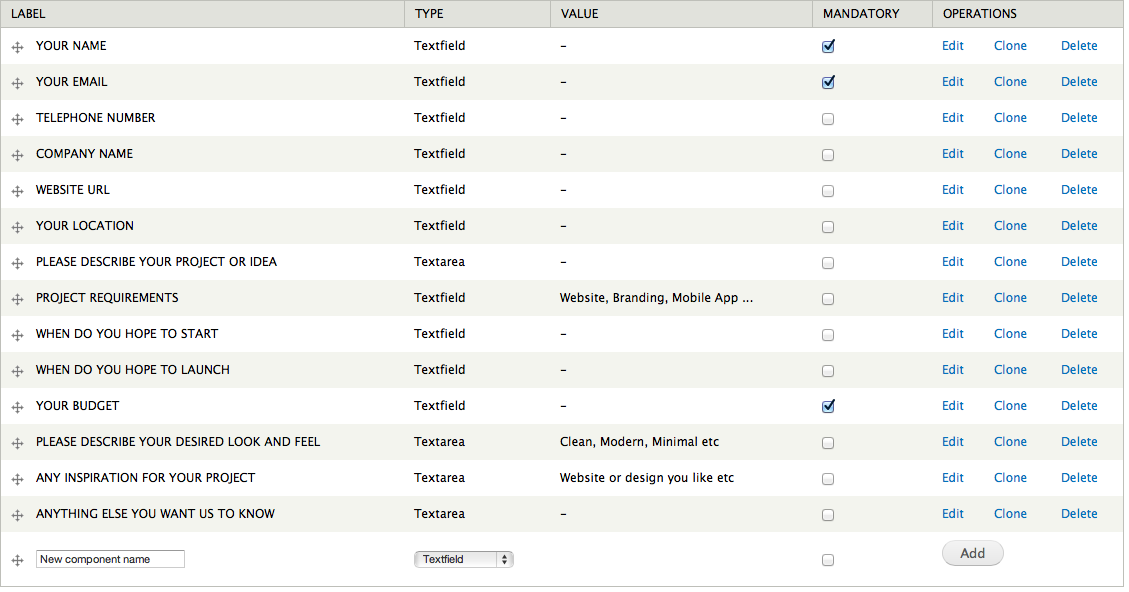 LABEL TYPE VALUE MANDATORY OPERATIONS
YOUR NAME Textfield – Edit Clone Delete
YOUR EMAIL Textfield – Edit Clone Delete
TELEPHONE NUMBER Textfield – Edit Clone Delete
COMPANY NAME Textfield – Edit Clone Delete
WEBSITE URL Textfield – Edit Clone Delete
YOUR LOCATION Textfield – Edit Clone Delete
PLEASE DESCRIBE YOUR PROJECT OR IDEA Textarea – Edit Clone Delete
PROJECT REQUIREMENTS Textfield Website, Branding, Mobile App ... Edit Clone Delete
WHEN DO YOU HOPE TO START Textfield – Edit Clone Delete
WHEN DO YOU HOPE TO LAUNCH Textfield – Edit Clone Delete
YOUR BUDGET Textfield – Edit Clone Delete
PLEASE DESCRIBE YOUR DESIRED LOOK AND FEEL Textarea Clean, Modern, Minimal etc Edit Clone Delete
ANY INSPIRATION FOR YOUR PROJECT Textarea Website or design you like etc Edit Clone Delete
ANYTHING ELSE YOU WANT US TO KNOW Textarea – Edit Clone Delete
New component name Textfield Add